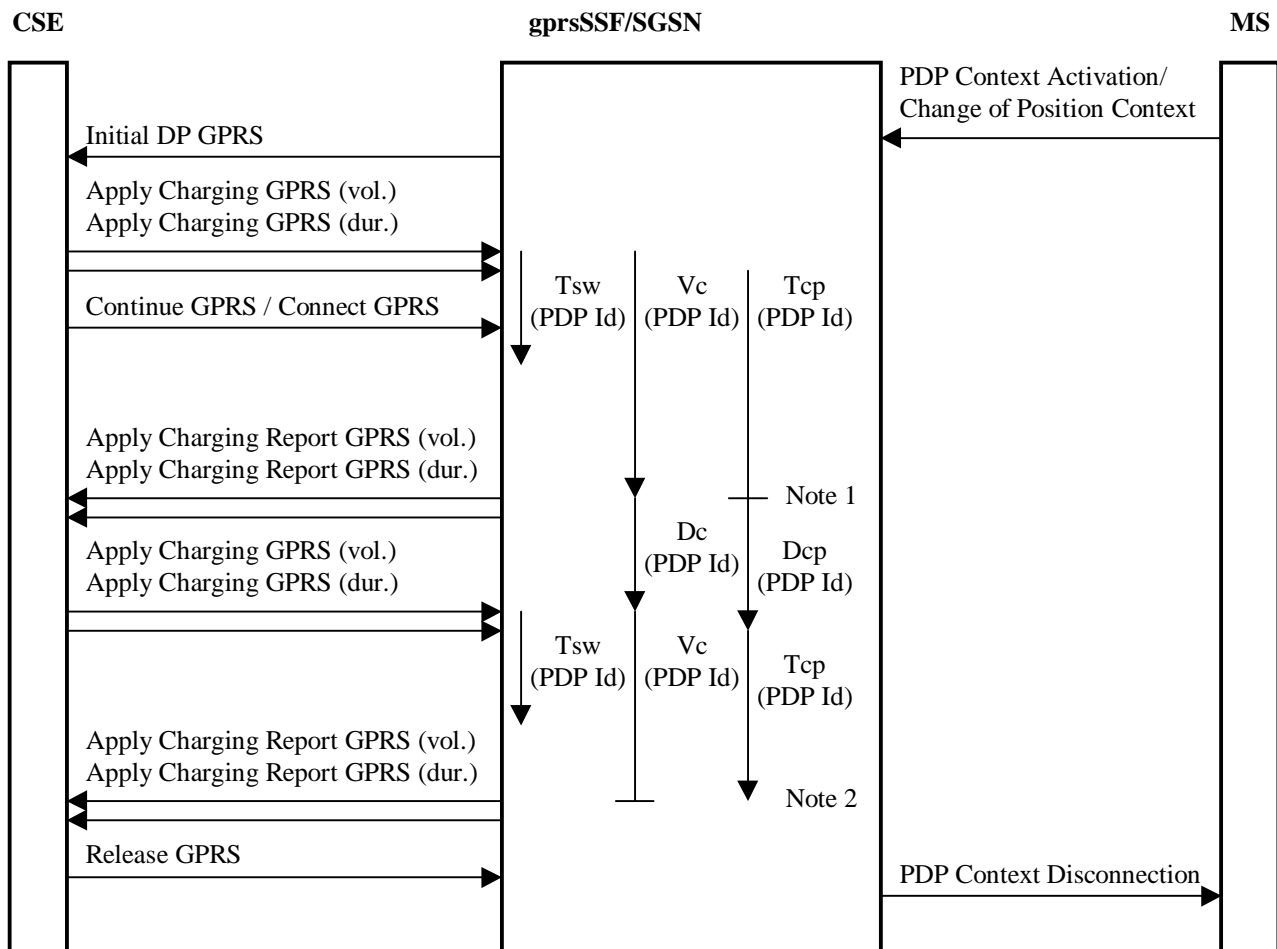 CSE
gprsSSF/SGSN
MS
PDP Context Activation/
Change of Position Context
Initial DP GPRS
Apply Charging GPRS (vol.)
Apply Charging GPRS (dur.)
Tsw
(PDP Id)
Vc
(PDP Id)
Tcp
(PDP Id)
Continue GPRS / Connect GPRS
Apply Charging Report GPRS (vol.)
Apply Charging Report GPRS (dur.)
Note 1
Dc
(PDP Id)
Dcp
(PDP Id)
Apply Charging GPRS (vol.)
Apply Charging GPRS (dur.)
Tsw
(PDP Id)
Vc
(PDP Id)
Tcp
(PDP Id)
Apply Charging Report GPRS (vol.)
Apply Charging Report GPRS (dur.)
Note 2
Release GPRS
PDP Context Disconnection